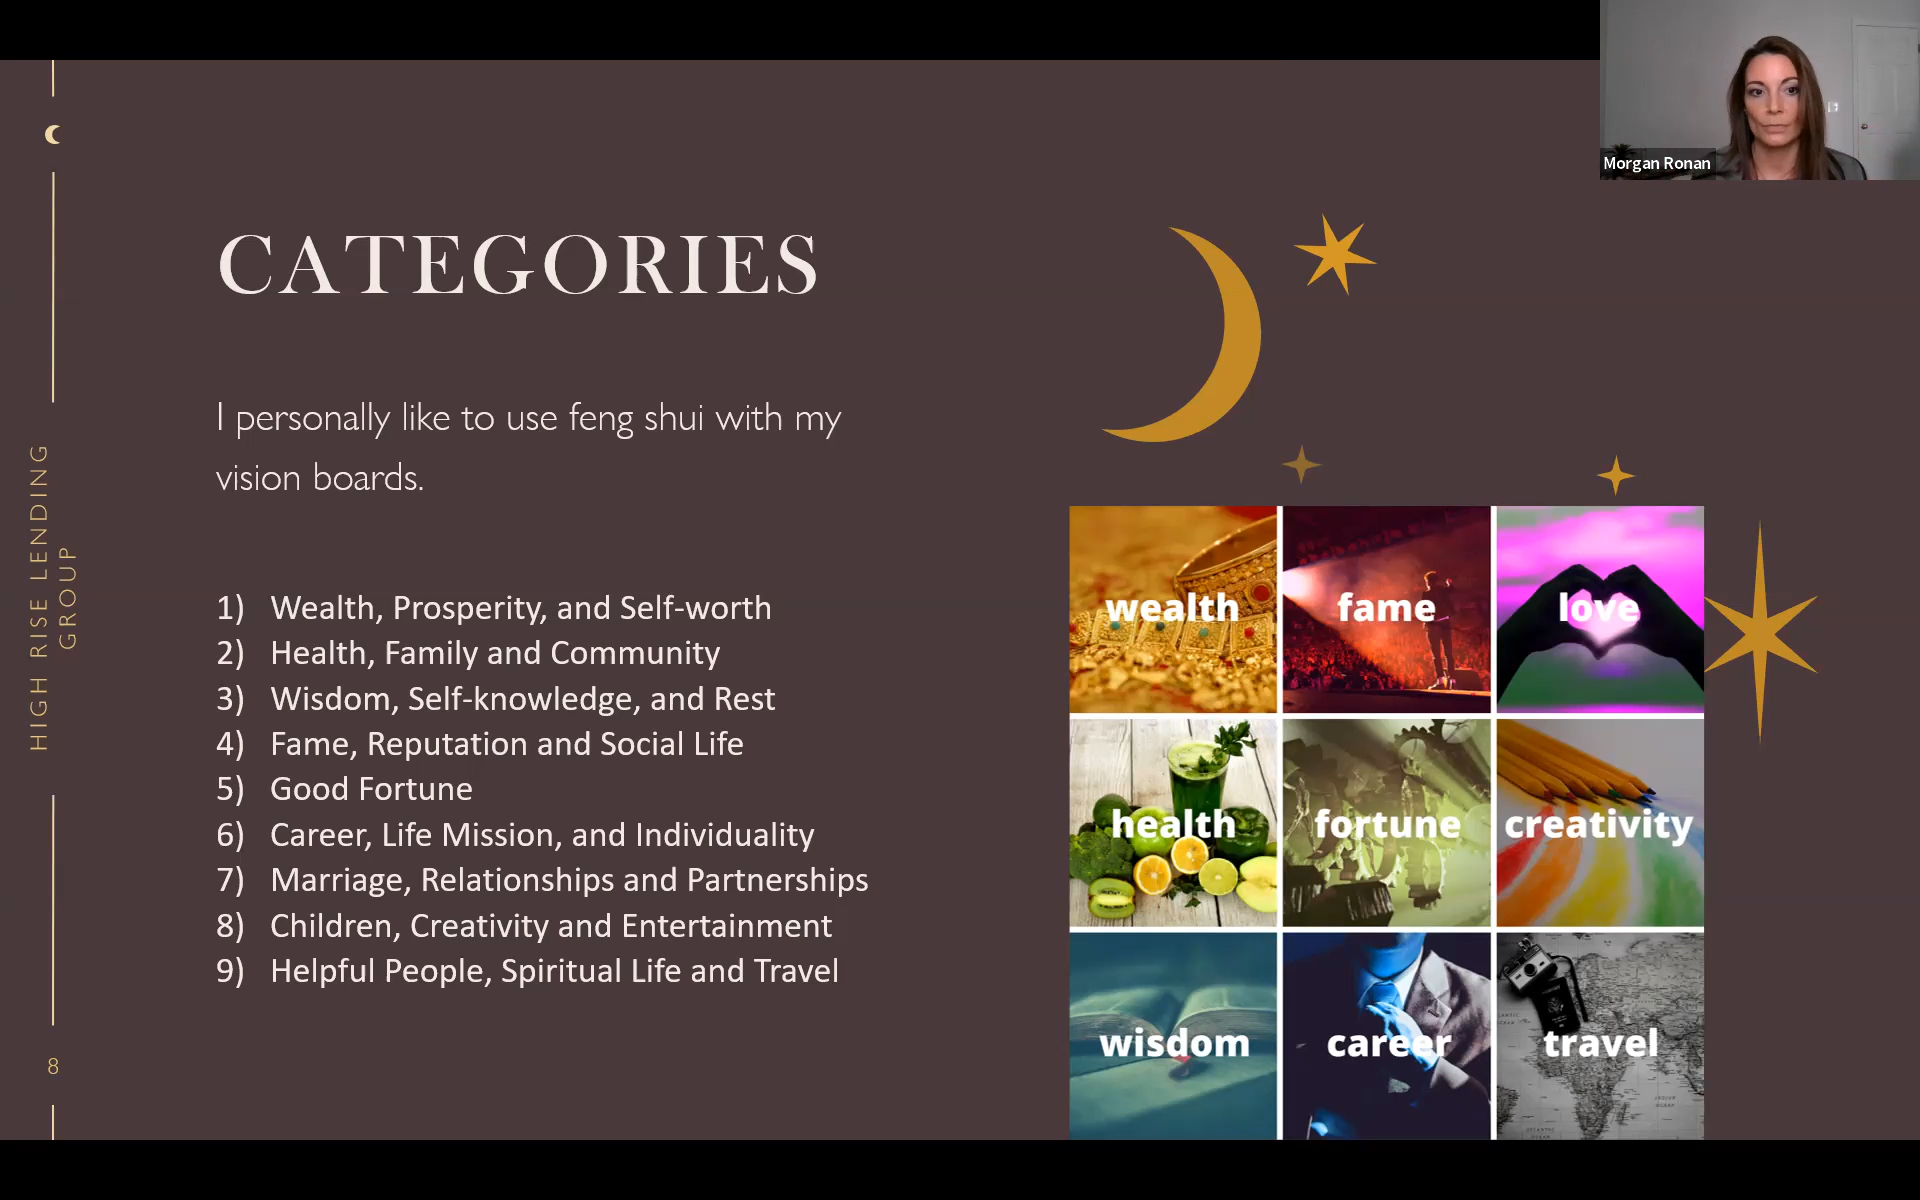 Morgan Ronan
HIGH RISE LENDING
GROUP
CATEGORIES
I personally like to use feng shui with my
vision boards.
1) Wealth, Prosperity, and Self-worth
2) Health, Family and Community
3) Wisdom, Self-knowledge, and Rest
4) Fame, Reputation and Social Life
5) Good Fortune
6) Career, Life Mission, and Individuality
7) Marriage, Relationships and Partnerships
8) Children, Creativity and Entertainment
9) Helpful People, Spiritual Life and Travel
wealth
fame
love
health
fortune
creativity
wisdom
career
travel
8